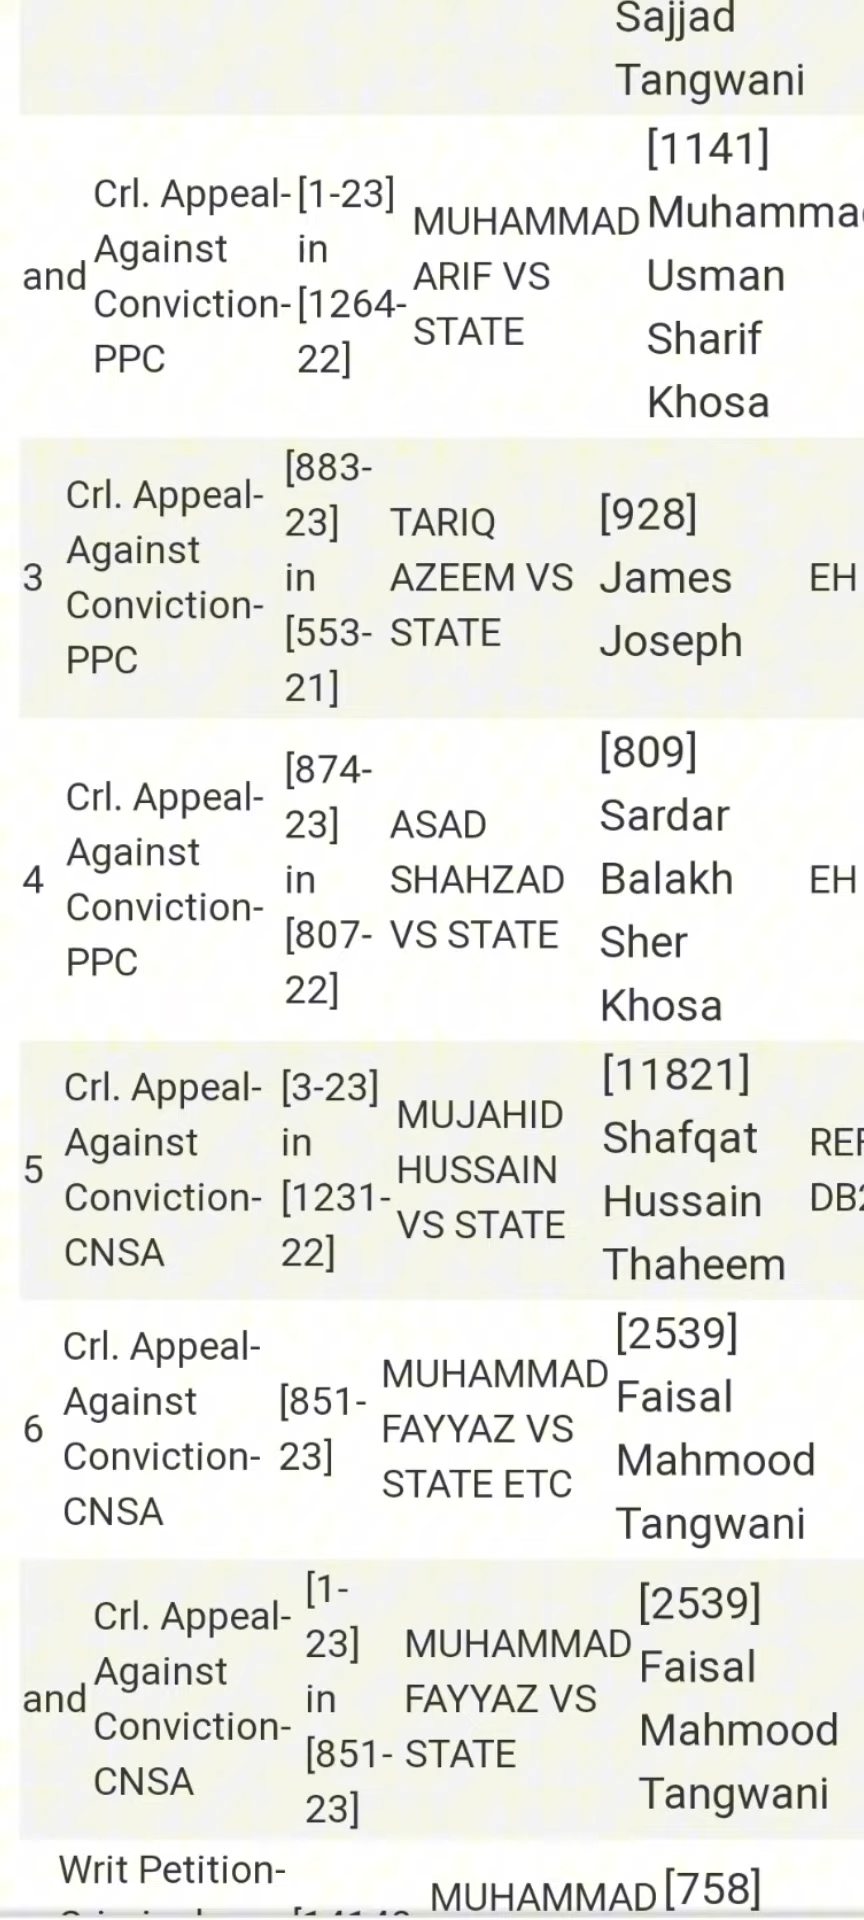 Sajjad
Tangwani
and
Crl. Appeal-
Against
Conviction-
PPC
[1-23]
in
[1264-
22]
MUHAMMAD
ARIF VS
STATE
[1141]
Usman
Sharif
Khosa
3
Crl. Appeal-
Against
Conviction-
PPC
[883-
23]
in
[553-
21]
TARIQ
AZEEM VS
STATE
[928]
James
Joseph
EH
4
Crl. Appeal-
Against
Conviction-
PPC
[874-
23]
in
[807-
22]
ASAD
SHAHZAD
VS STATE
[809]
Sardar
Balakh
Sher
Khosa
EH
5
Crl. Appeal-
Against
Conviction-
CNSA
[3-23]
in
[1231-
22]
MUJAHID
HUSSAIN
VS STATE
[11821]
Shafqat
Hussain
Thaheem
6
Crl. Appeal-
Against
Conviction-
CNSA
[851-
23]
MUHAMMAD
FAYYAZ VS
STATE ETC
[2539]
Faisal
Mahmood
Tangwani
and
Crl. Appeal-
Against
Conviction-
CNSA
[1-
23]
in
[851-
23]
MUHAMMAD
FAYYAZ VS
STATE
[2539]
Faisal
Mahmood
Tangwani
Writ Petition-
MUHAMMAD
[758]